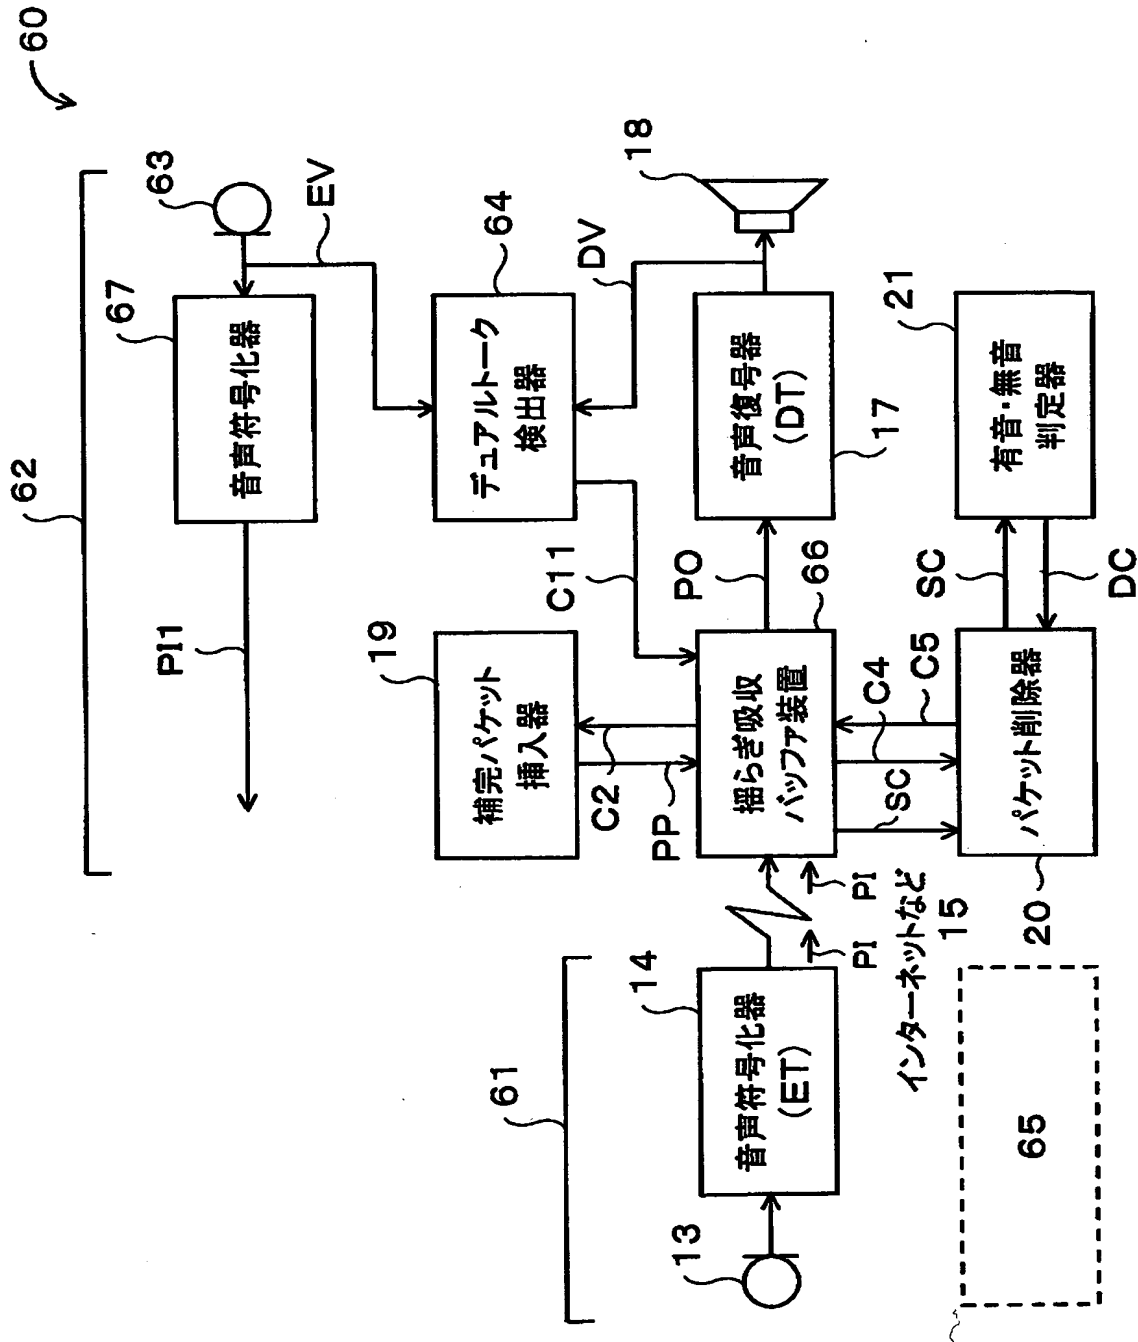 60
62
67
音声符号化器
63
EV
PI1
19
補完パケット
挿入器
C11
64
デュアルトーク
検出器
DV
18
C2
PP
66
揺らぎ吸収
バッファ装置
PO
音声復号器
(DT)
17
61
13
14
音声符号化器
(ET)
PI
PI
インターネットなど
15
SC
C4
C5
20
パケット削除器
SC
DC
21
有音・無音
判定器
65